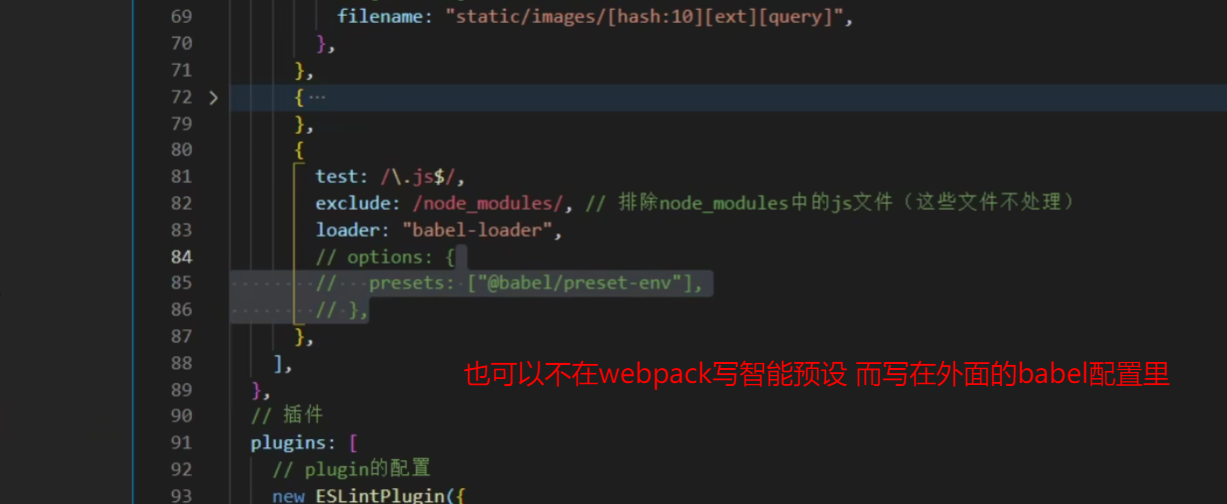 69 filename: "static/images/[hash:10][ext][query]",
70 },
71 },
72 > { ···
79 },
80 {
81 test: /\.js$/,
82 exclude: /node_modules/, // 排除node_modules中的js文件（这些文件不处理）
83 loader: "babel-loader",
84 // options: {
85 //   presets: ["@babel/preset-env"],
86 // },
87 },
88 ],
也可以不在webpack写智能预设 而写在外面的babel配置里
89 },
90 // 插件
91 plugins: [
92 // plugin的配置
93 new ESLintPlugin({